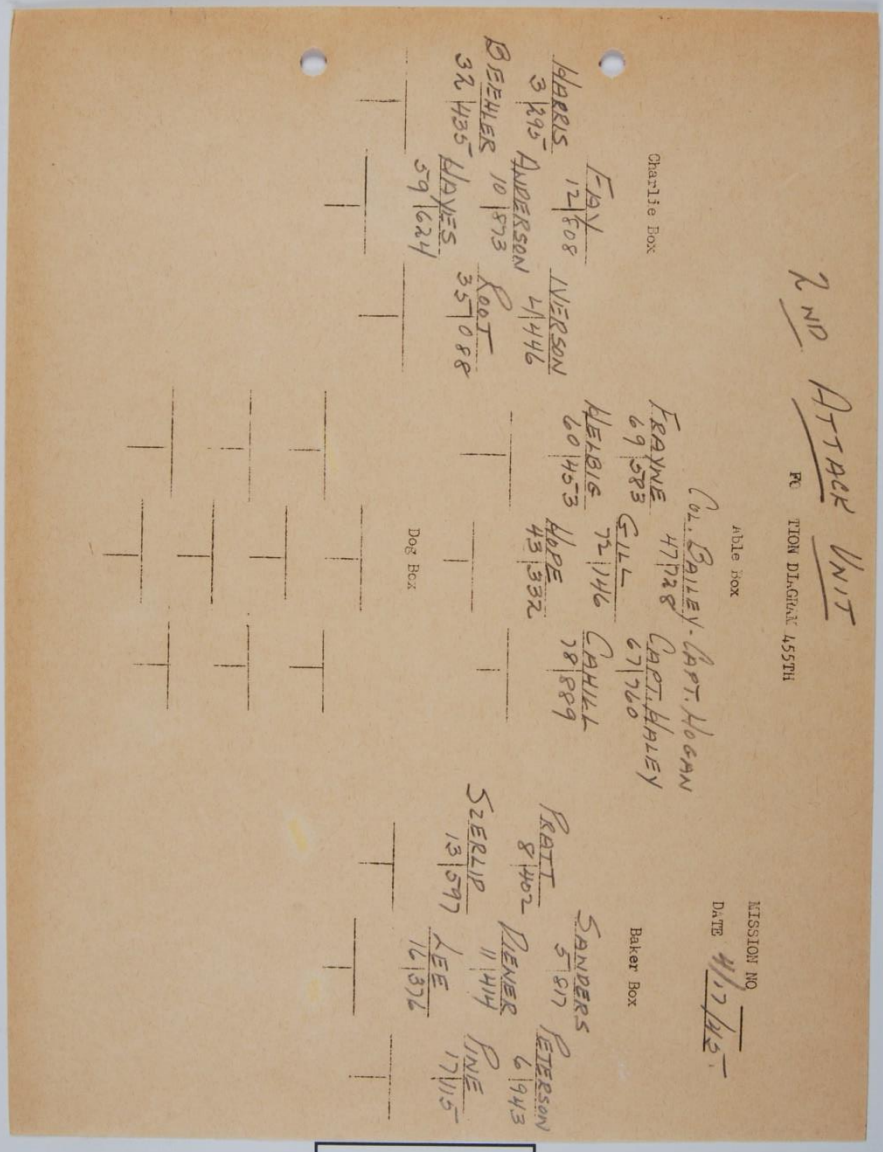 2ND ATTACK UNIT
TION DIAGRAM 455TH
MISSION NO
DATE 4/17/45
Able Box
COL. BAILEY - CAPT. HOGAN
47 728
FRAYNE
69 583
CAPT. HALEY
67 760
GILL
72 146
HELBIG
60 453
CAHILL
78 889
HOPE
43 332
Charlie Box
FAY
12 808
HARRIS
3 295
IVERSON
4 446
ANDERSON
10 873
BEEHLER
32 435
ROOT
35 088
HAYES
59 624
Baker Box
SANDERS
5 817
PRATT
8 402
PETERSON
6 943
DIENER
11 414
SZERLIP
13 597
PINE
17 115
LEE
16 376
Dog Box